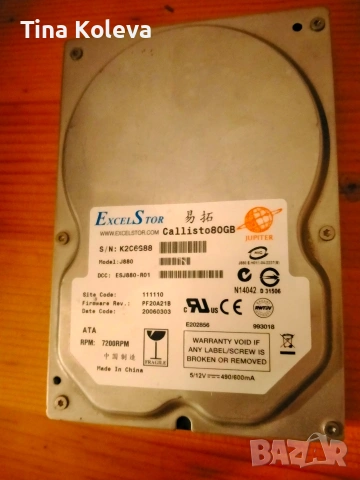 Tina Koleva
EXCELSTOR 易拓
WWW.EXCELSTOR.COM Callisto80GB
JUPITER
S/N: K2C6S88
Model: J880
DCC: ESJ880-R01
N14042 D 31506
Site Code: 111110
Firmware Rev.: PF20A21B
Date Code: 20060303
E202856
993018
ATA
RPM: 7200RPM
中国制造
Made In China
WARRANTY VOID IF
ANY LABEL/SCREW IS
BROKEN OR REMOVED
5/12V 490/600mA
BAZAR